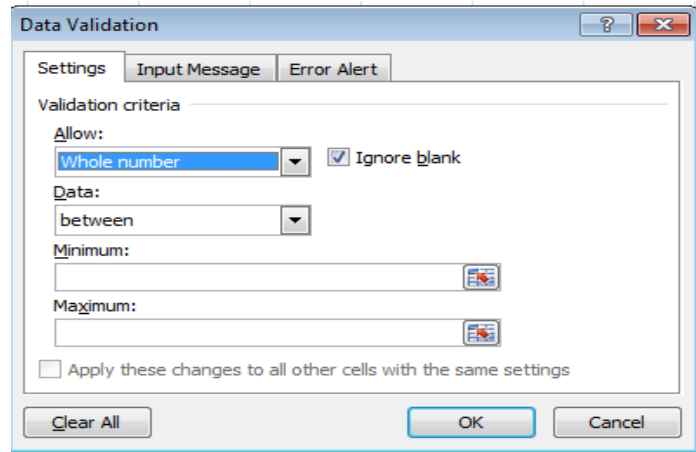 Data Validation
Settings Input Message Error Alert
Validation criteria
Allow:
Whole number Ignore blank
Data:
between
Minimum:
Maximum:
Apply these changes to all other cells with the same settings
Clear All OK Cancel